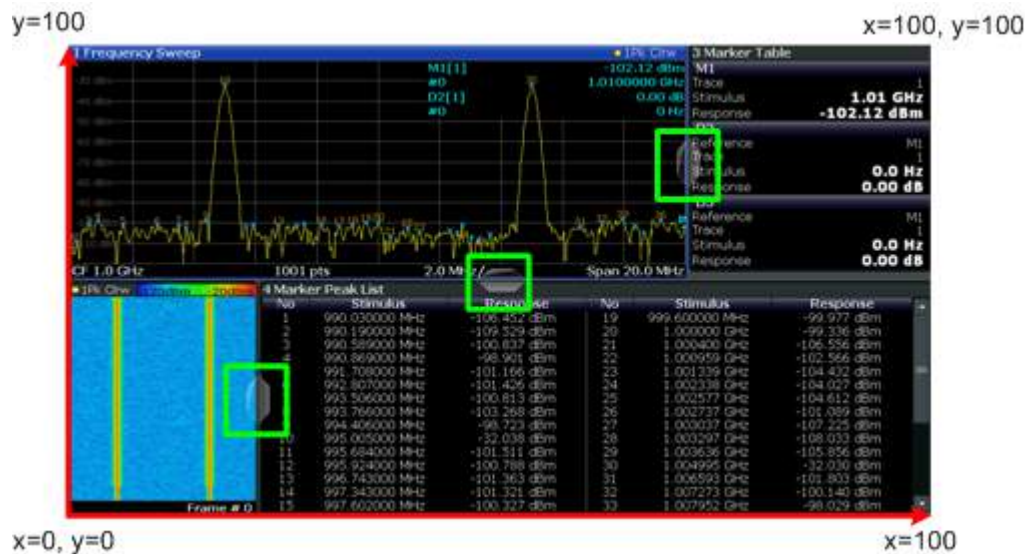 y=100
x=100, y=100
1 Frequency Sweep
1Pk Clrw
M1[1] -102.12 dBm
1.0100000 GHz
D2[1] 0.00 dB
0 Hz
CF 1.0 GHz
1001 pts
2.0 MHz/
Span 20.0 MHz
3 Marker Table
M1
Trace 1
Stimulus 1.01 GHz
Response -102.12 dBm
Reference M1
1
Stimulus 0.0 Hz
Response 0.00 dB
D3
Reference M1
Trace 1
Stimulus 0.0 Hz
Response 0.00 dB
1Pk Clrw
Frame # 0
4 Marker Peak List
No Stimulus Response No Stimulus Response
1 990.030000 MHz -106.452 dBm 19 999.600000 MHz -99.977 dBm
2 990.190000 MHz -109.529 dBm 20 1.000000 GHz -99.336 dBm
3 990.589000 MHz -100.837 dBm 21 1.000400 GHz -106.556 dBm
4 990.869000 MHz -98.901 dBm 22 1.000959 GHz -102.566 dBm
991.708000 MHz -101.166 dBm 23 1.001339 GHz -104.432 dBm
992.807000 MHz -101.426 dBm 24 1.002338 GHz -104.027 dBm
993.506000 MHz -100.813 dBm 25 1.002577 GHz -104.612 dBm
993.766000 MHz -103.268 dBm 26 1.002737 GHz -101.089 dBm
994.406000 MHz -98.723 dBm 27 1.003037 GHz -107.225 dBm
10 995.005000 MHz -32.038 dBm 28 1.003297 GHz -108.033 dBm
11 995.684000 MHz -101.511 dBm 29 1.003636 GHz -105.856 dBm
12 995.924000 MHz -100.788 dBm 30 1.004995 GHz -32.030 dBm
13 996.743000 MHz -101.363 dBm 31 1.006593 GHz -101.803 dBm
14 997.343000 MHz -101.321 dBm 32 1.007273 GHz -100.140 dBm
15 997.602000 MHz -100.327 dBm 33 1.007952 GHz -98.029 dBm
x=0, y=0
x=100